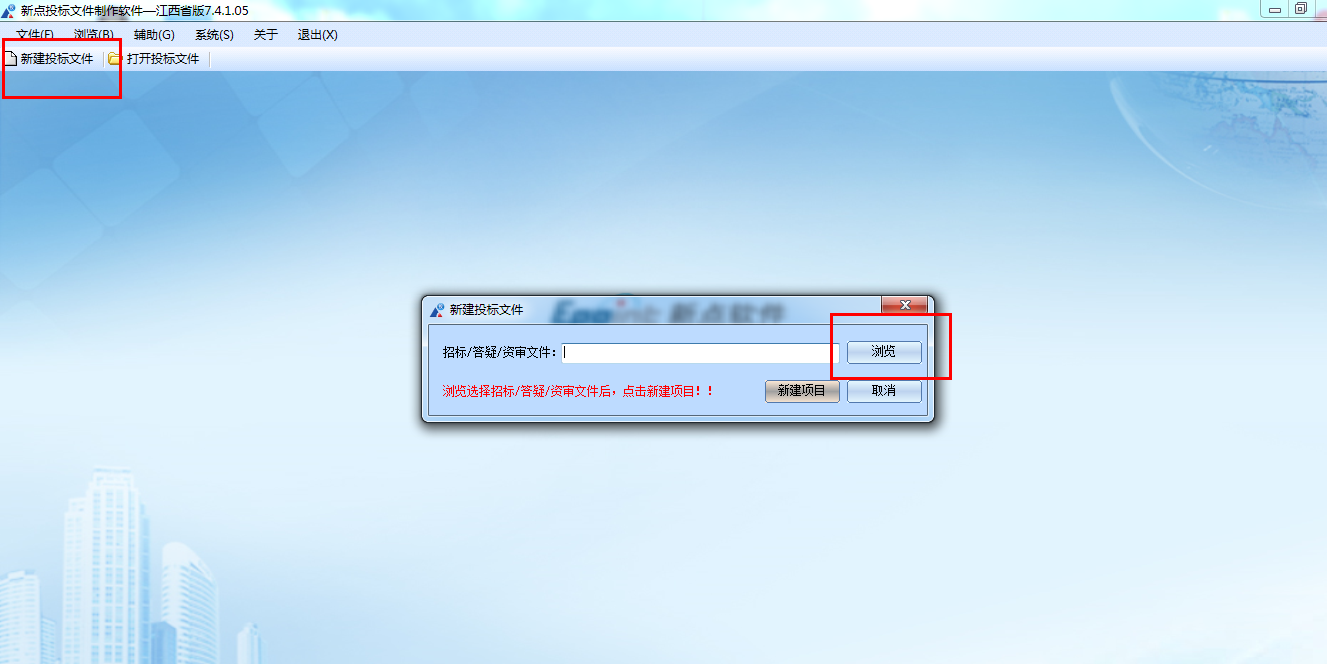 新点投标文件制作软件—江西省版7.4.1.05
文件(F) 浏览(B) 辅助(G) 系统(S) 关于 退出(X)
新建投标文件 打开投标文件
新建投标文件
Epoint 新点软件
招标/答疑/资审文件： 浏览
浏览选择招标/答疑/资审文件后，点击新建项目！！ 新建项目 取消